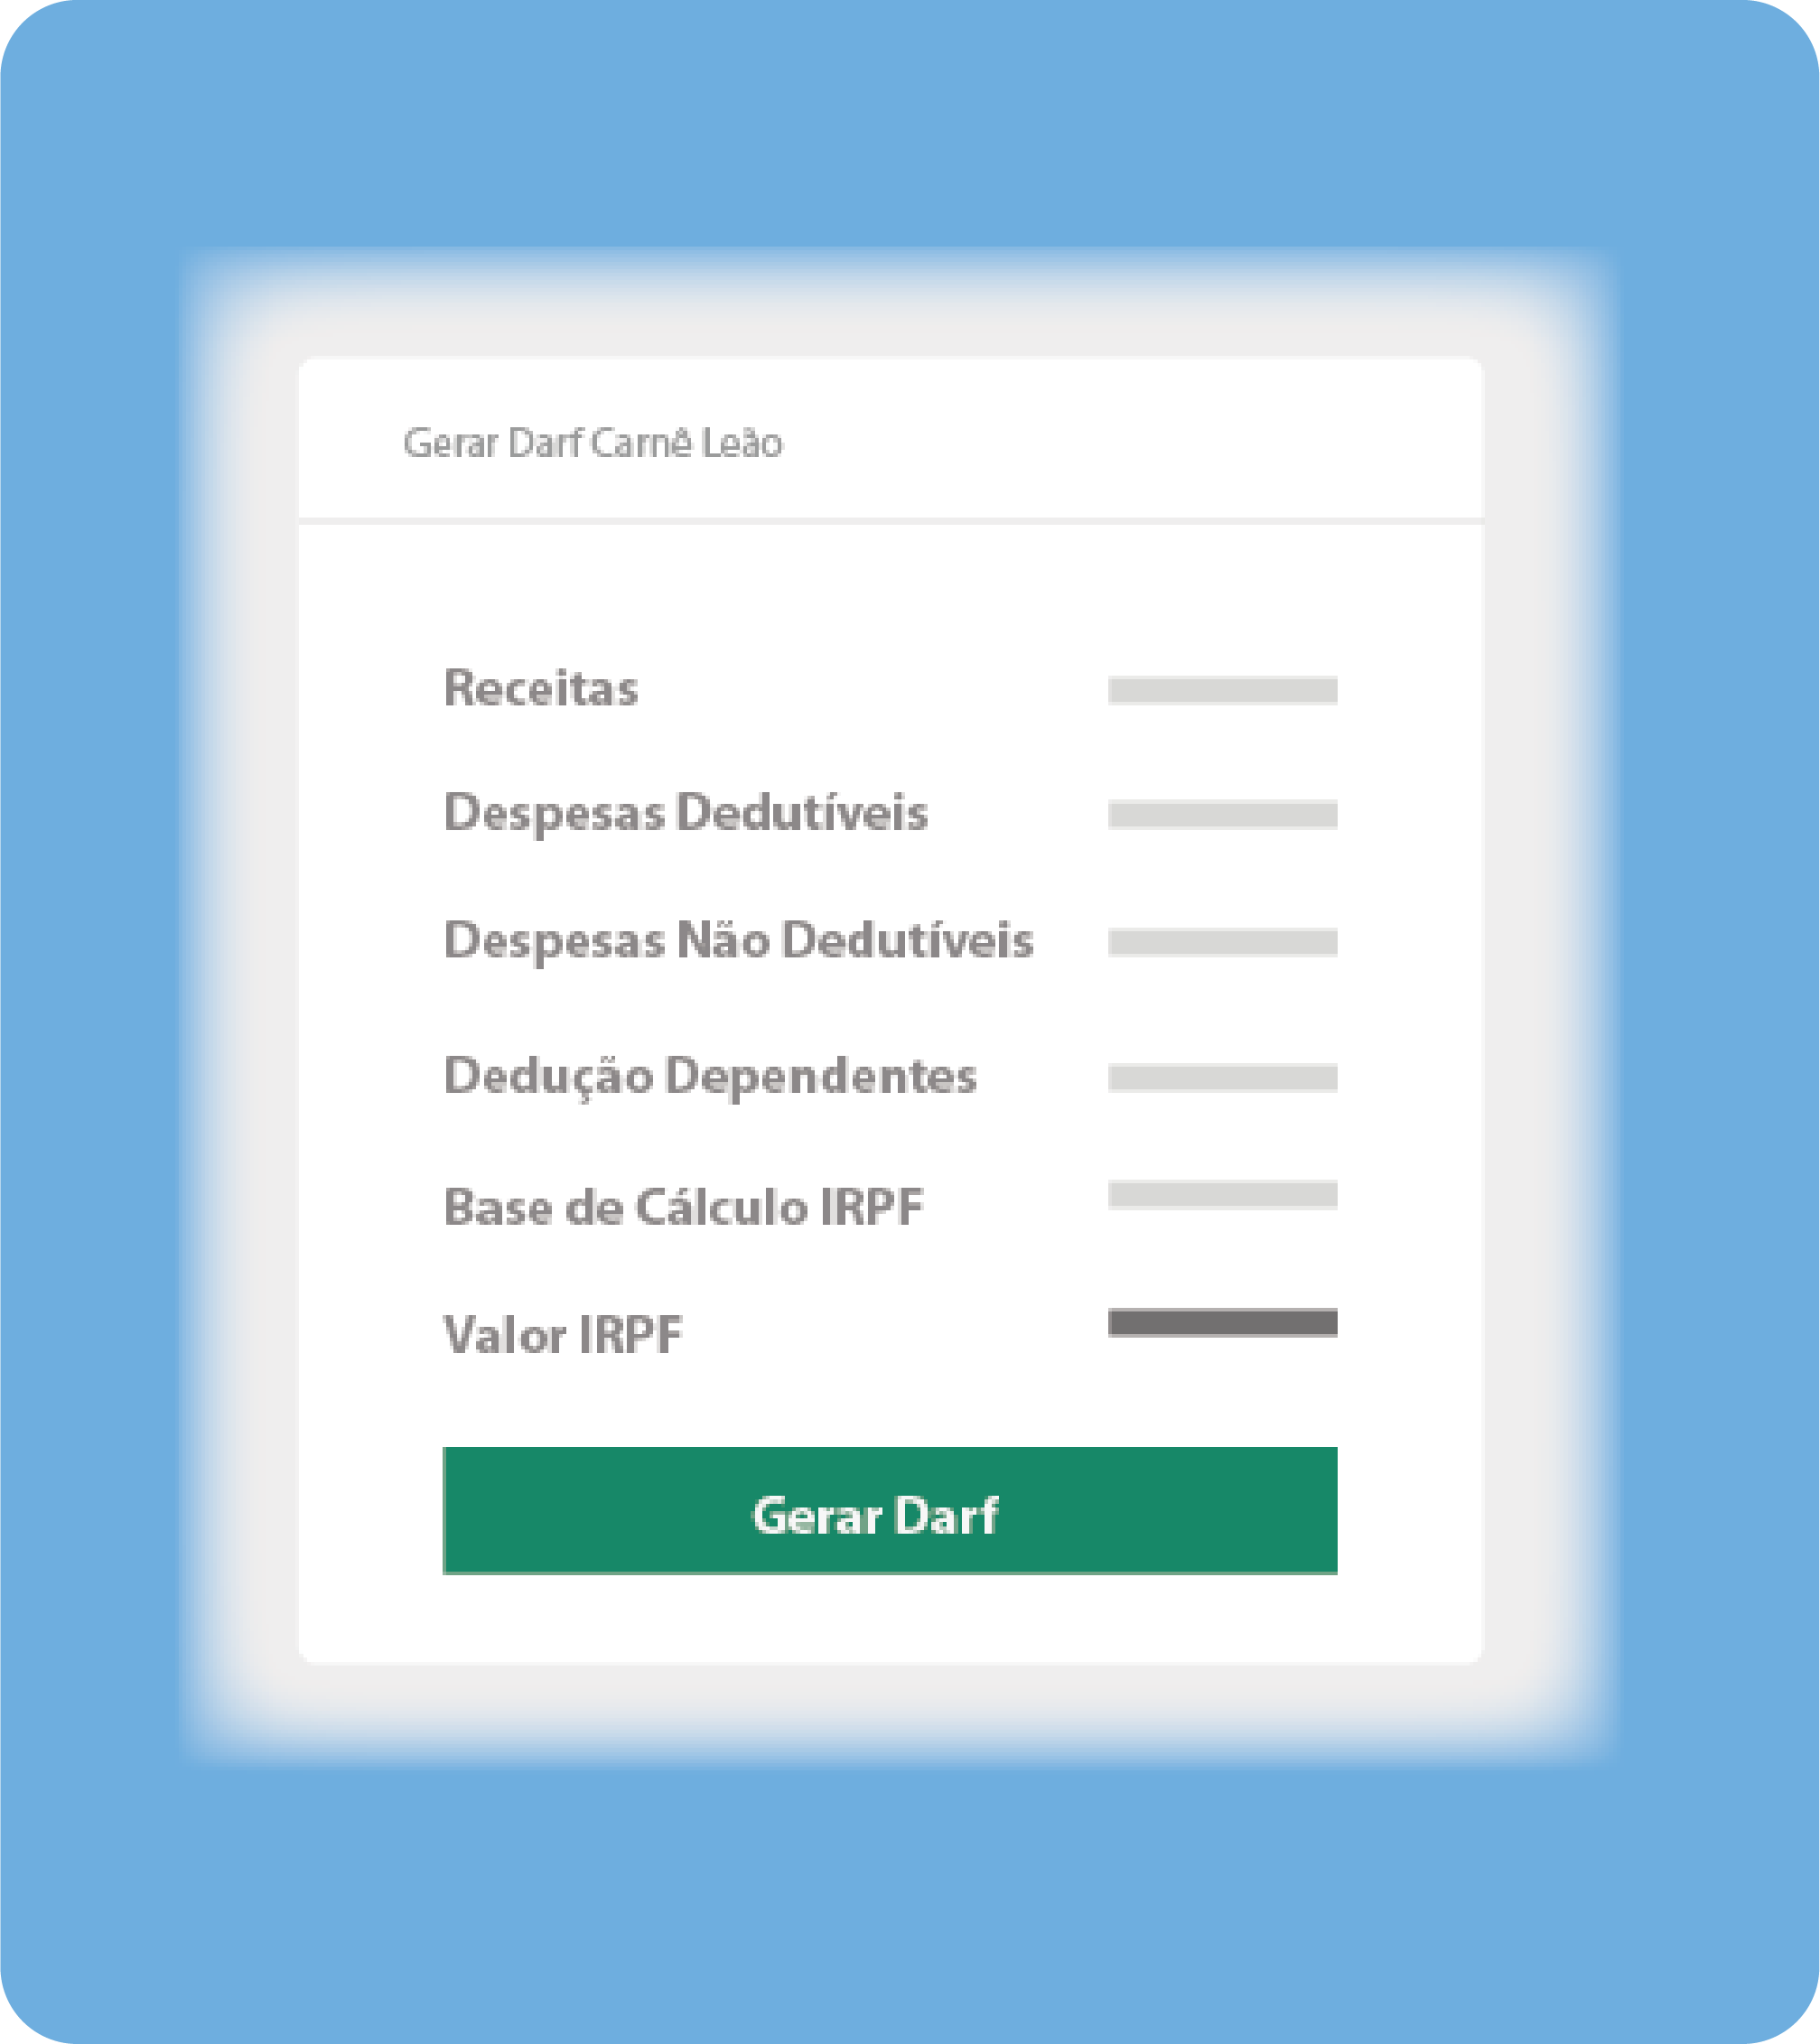 Gerar Darf Carnê Leão
Receitas
Despesas Dedutíveis
Despesas Não Dedutíveis
Dedução Dependentes
Base de Cálculo IRPF
Valor IRPF
Gerar Darf